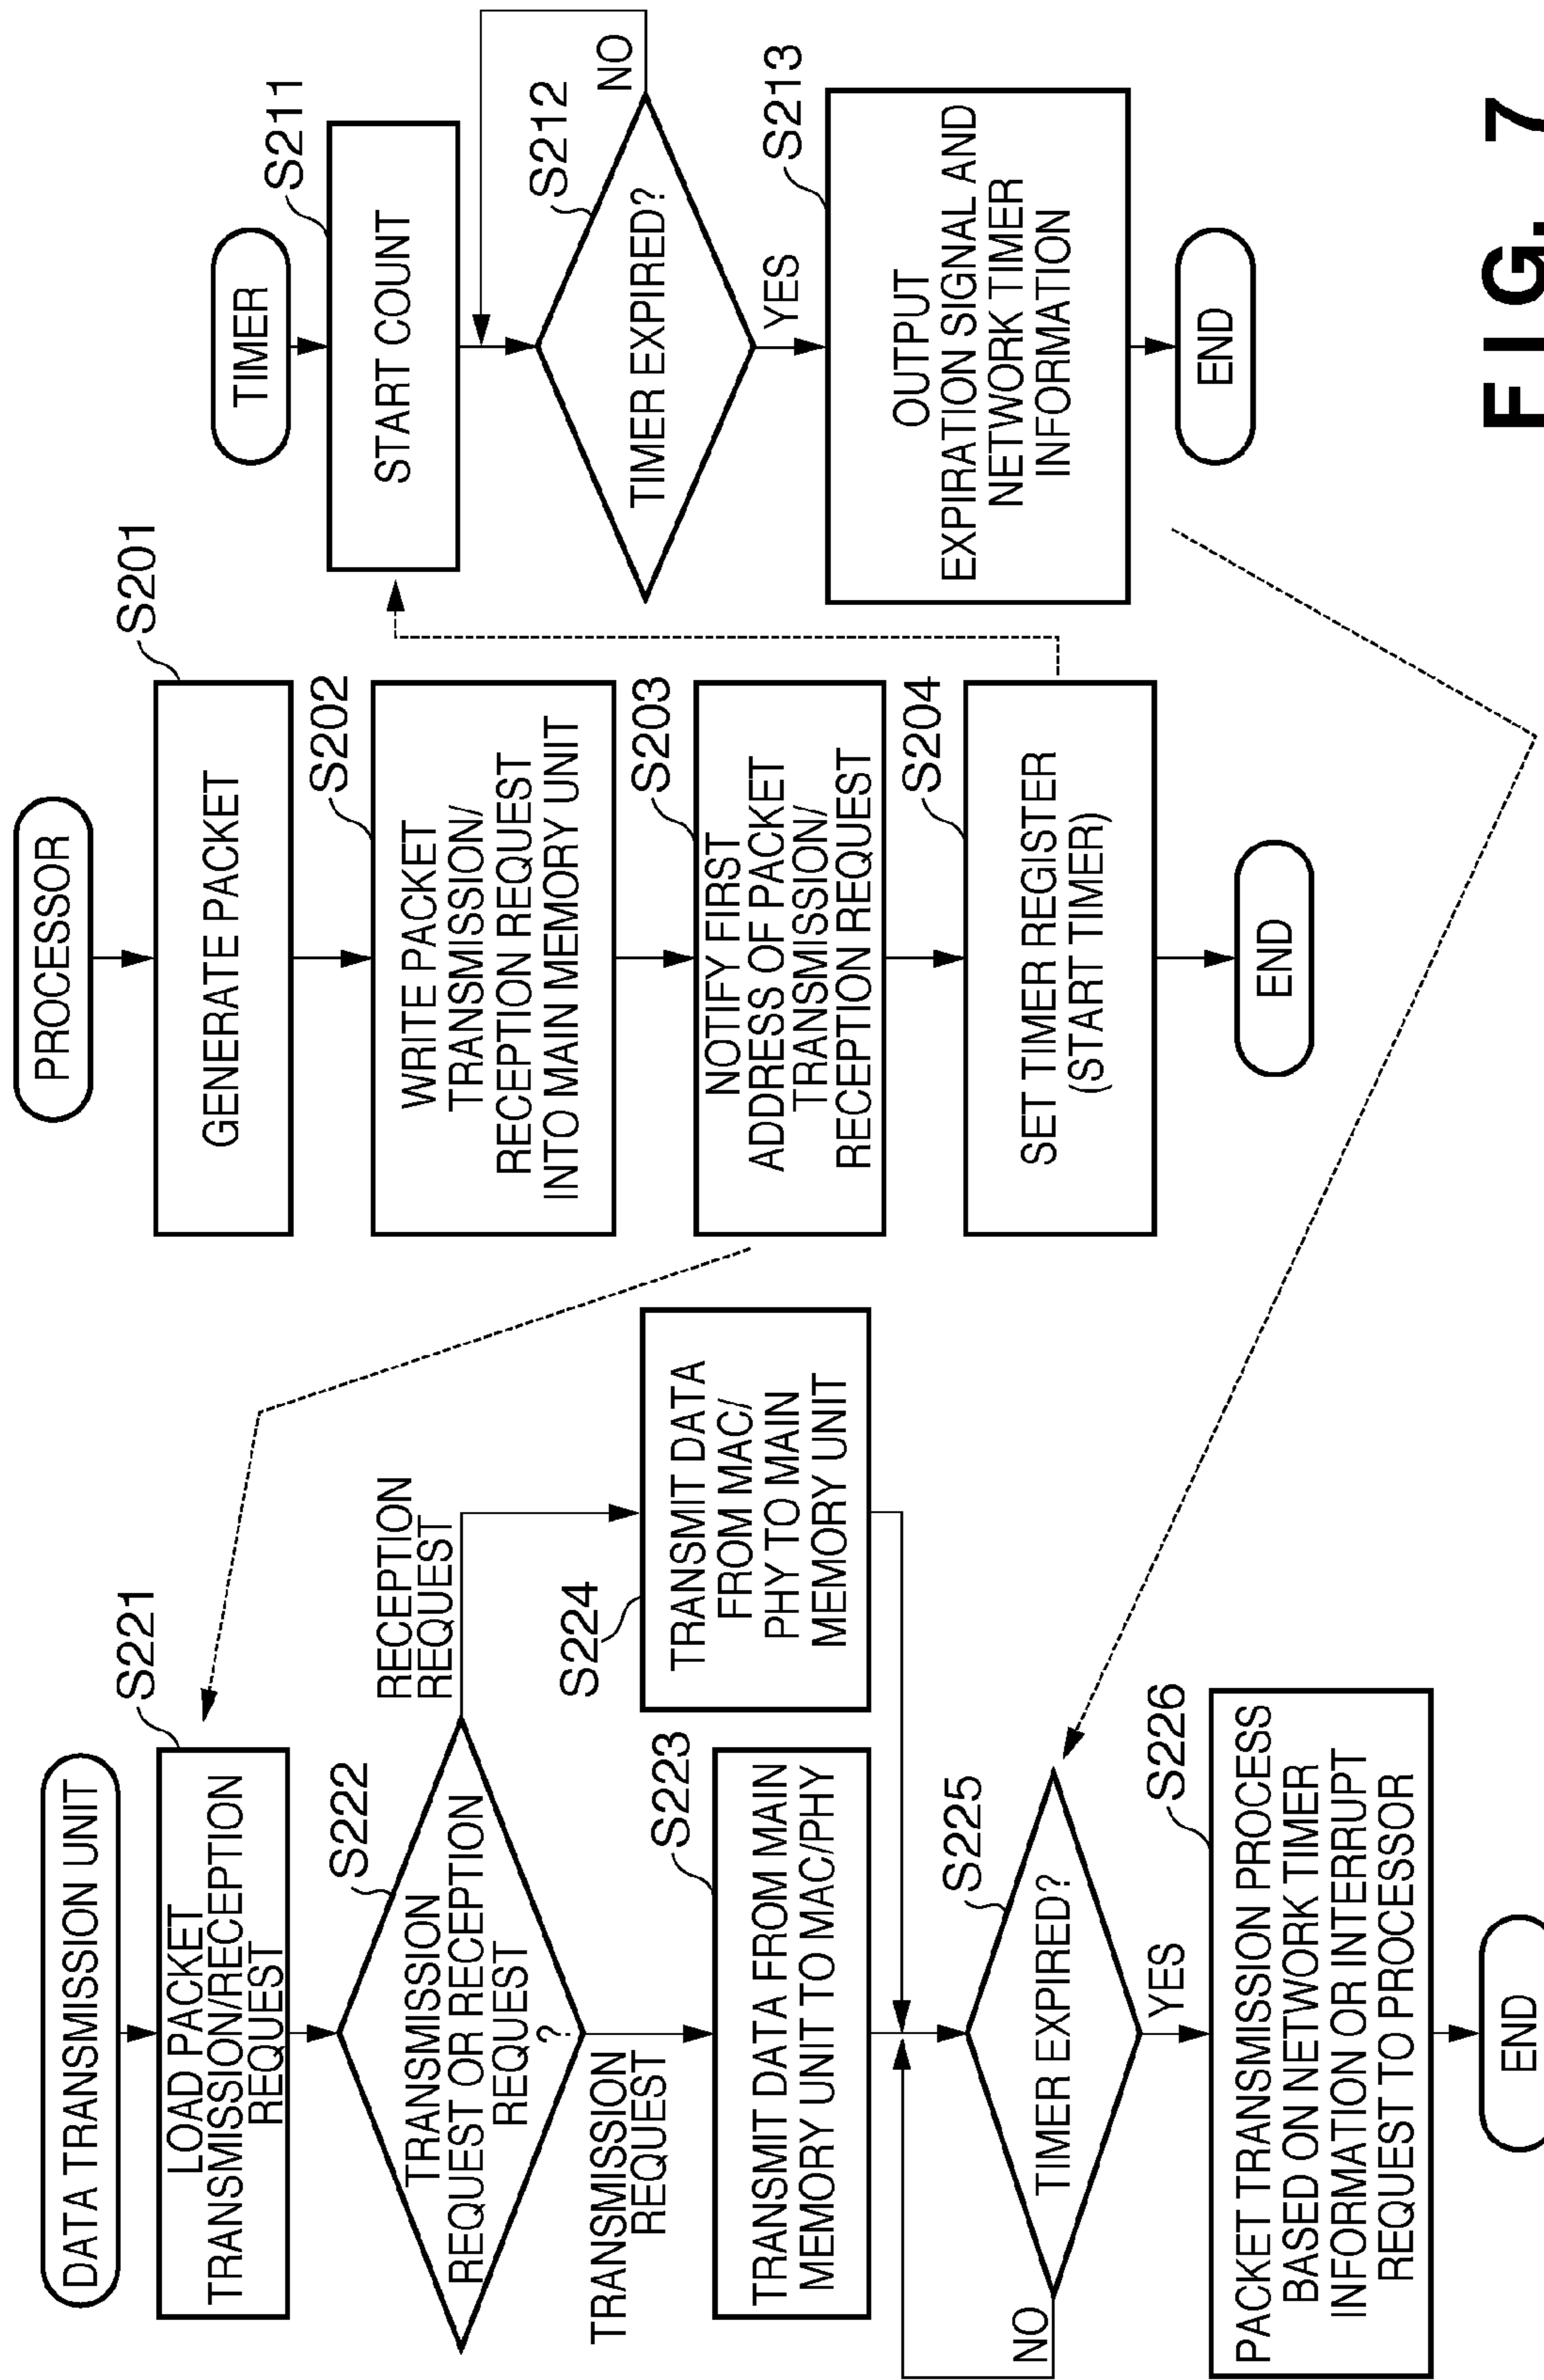 DATA TRANSMISSION UNIT
S221
LOAD PACKET
TRANSMISSION/RECEPTION
REQUEST
S222
TRANSMISSION
REQUEST OR RECEPTION
REQUEST
?
RECEPTION
REQUEST
TRANSMISSION
REQUEST
S223
TRANSMIT DATA FROM MAIN
MEMORY UNIT TO MAC/PHY
S224
TRANSMIT DATA
FROM MAC/
PHY TO MAIN
MEMORY UNIT
S225
TIMER EXPIRED?
NO
YES
S226
PACKET TRANSMISSION PROCESS
BASED ON NETWORK TIMER
INFORMATION OR INTERRUPT
REQUEST TO PROCESSOR
END
PROCESSOR
S201
GENERATE PACKET
S202
WRITE PACKET
TRANSMISSION/
RECEPTION REQUEST
INTO MAIN MEMORY UNIT
S203
NOTIFY FIRST
ADDRESS OF PACKET
TRANSMISSION/
RECEPTION REQUEST
S204
SET TIMER REGISTER
(START TIMER)
END
TIMER
S211
START COUNT
S212
TIMER EXPIRED?
NO
YES
S213
OUTPUT
EXPIRATION SIGNAL AND
NETWORK TIMER
INFORMATION
END
FIG. 7